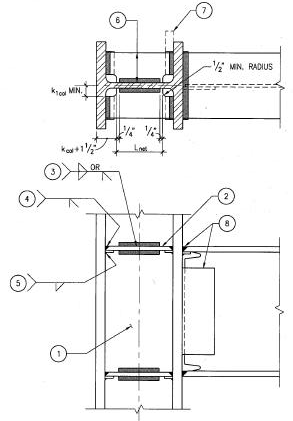 6
7
1/2" MIN. RADIUS
k1col MIN.
1/4"
1/4"
kcol+1 1/2"
Lnet
3
OR
4
2
8
5
1